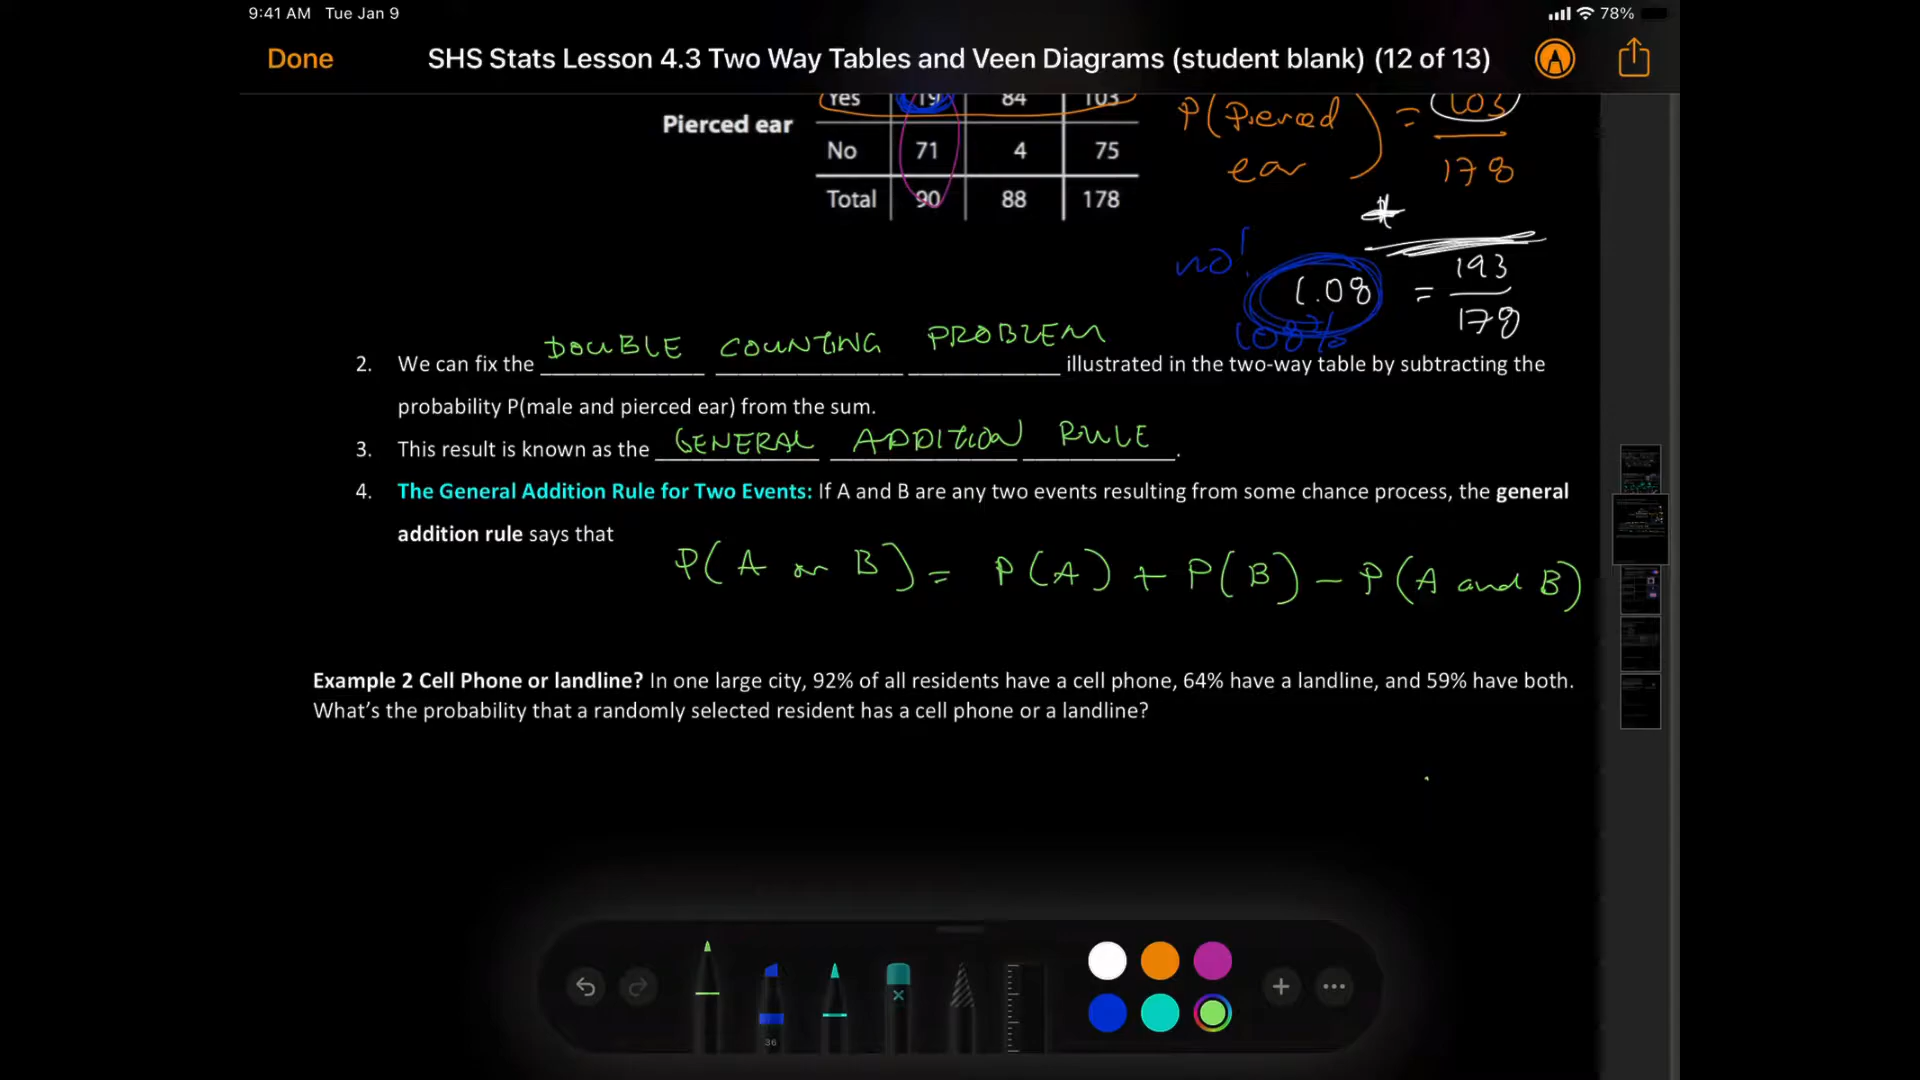 9:41 AM Tue Jan 9
78%
Done
SHS Stats Lesson 4.3 Two Way Tables and Veen Diagrams (student blank) (12 of 13)
Yes 19 84 103
Pierced ear
No 71 4 75
Total 90 88 178
P(Pierced ear) = 103/178
no!
1.08 = 193/178
108%
2. We can fix the DOUBLE COUNTING PROBLEM illustrated in the two-way table by subtracting the
probability P(male and pierced ear) from the sum.
3. This result is known as the GENERAL ADDITION RULE.
4. The General Addition Rule for Two Events: If A and B are any two events resulting from some chance process, the general
addition rule says that
P(A or B) = P(A) + P(B) - P(A and B)
Example 2 Cell Phone or landline? In one large city, 92% of all residents have a cell phone, 64% have a landline, and 59% have both.
What's the probability that a randomly selected resident has a cell phone or a landline?
36